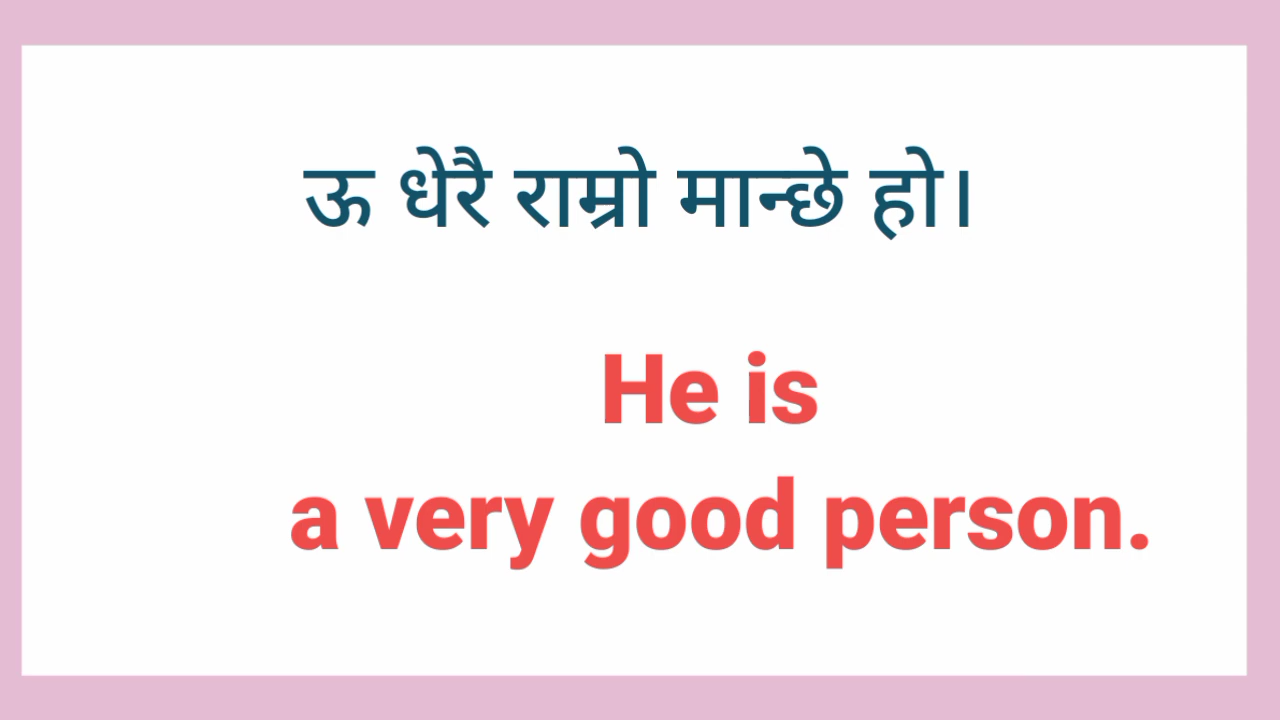 ऊ धेरै राम्रो मान्छे हो।
He is
a very good person.